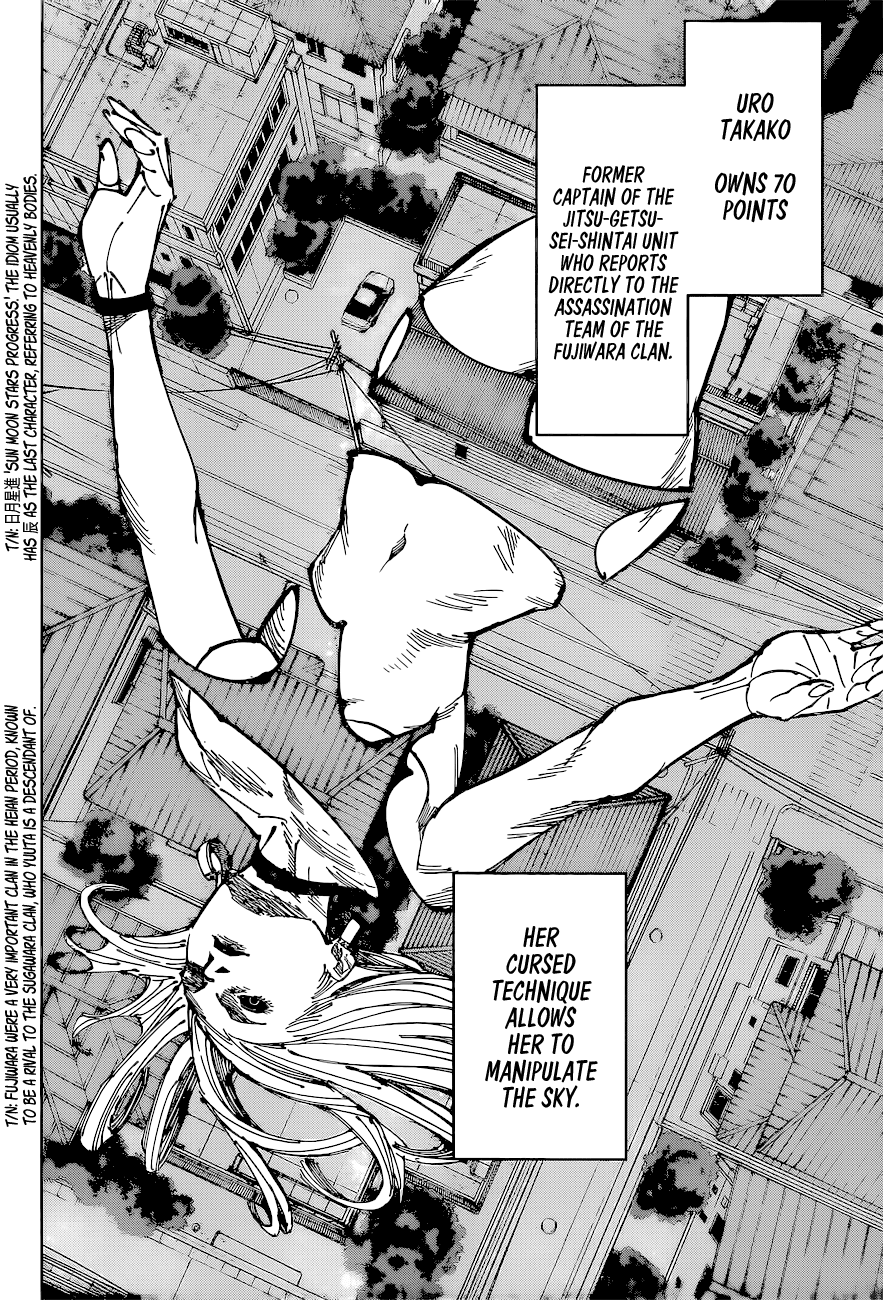 URO
TAKAKO
OWNS 70
POINTS
FORMER
CAPTAIN OF THE
JITSU-GETSU-
SEI-SHINTAI UNIT
WHO REPORTS
DIRECTLY TO THE
ASSASSINATION
TEAM OF THE
FUJIWARA CLAN.
HER
CURSED
TECHNIQUE
ALLOWS
HER TO
MANIPULATE
THE SKY.
T/N: 日月星進 'SUN MOON STARS PROGRESS.' THE IDIOM USUALLY
HAS 辰 AS THE LAST CHARACTER, REFERRING TO HEAVENLY BODIES.
T/N: FUJIWARA WERE A VERY IMPORTANT CLAN IN THE HEIAN PERIOD, KNOWN
TO BE A RIVAL TO THE SUGAWARA CLAN, WHO YUUTA IS A DESCENDANT OF.